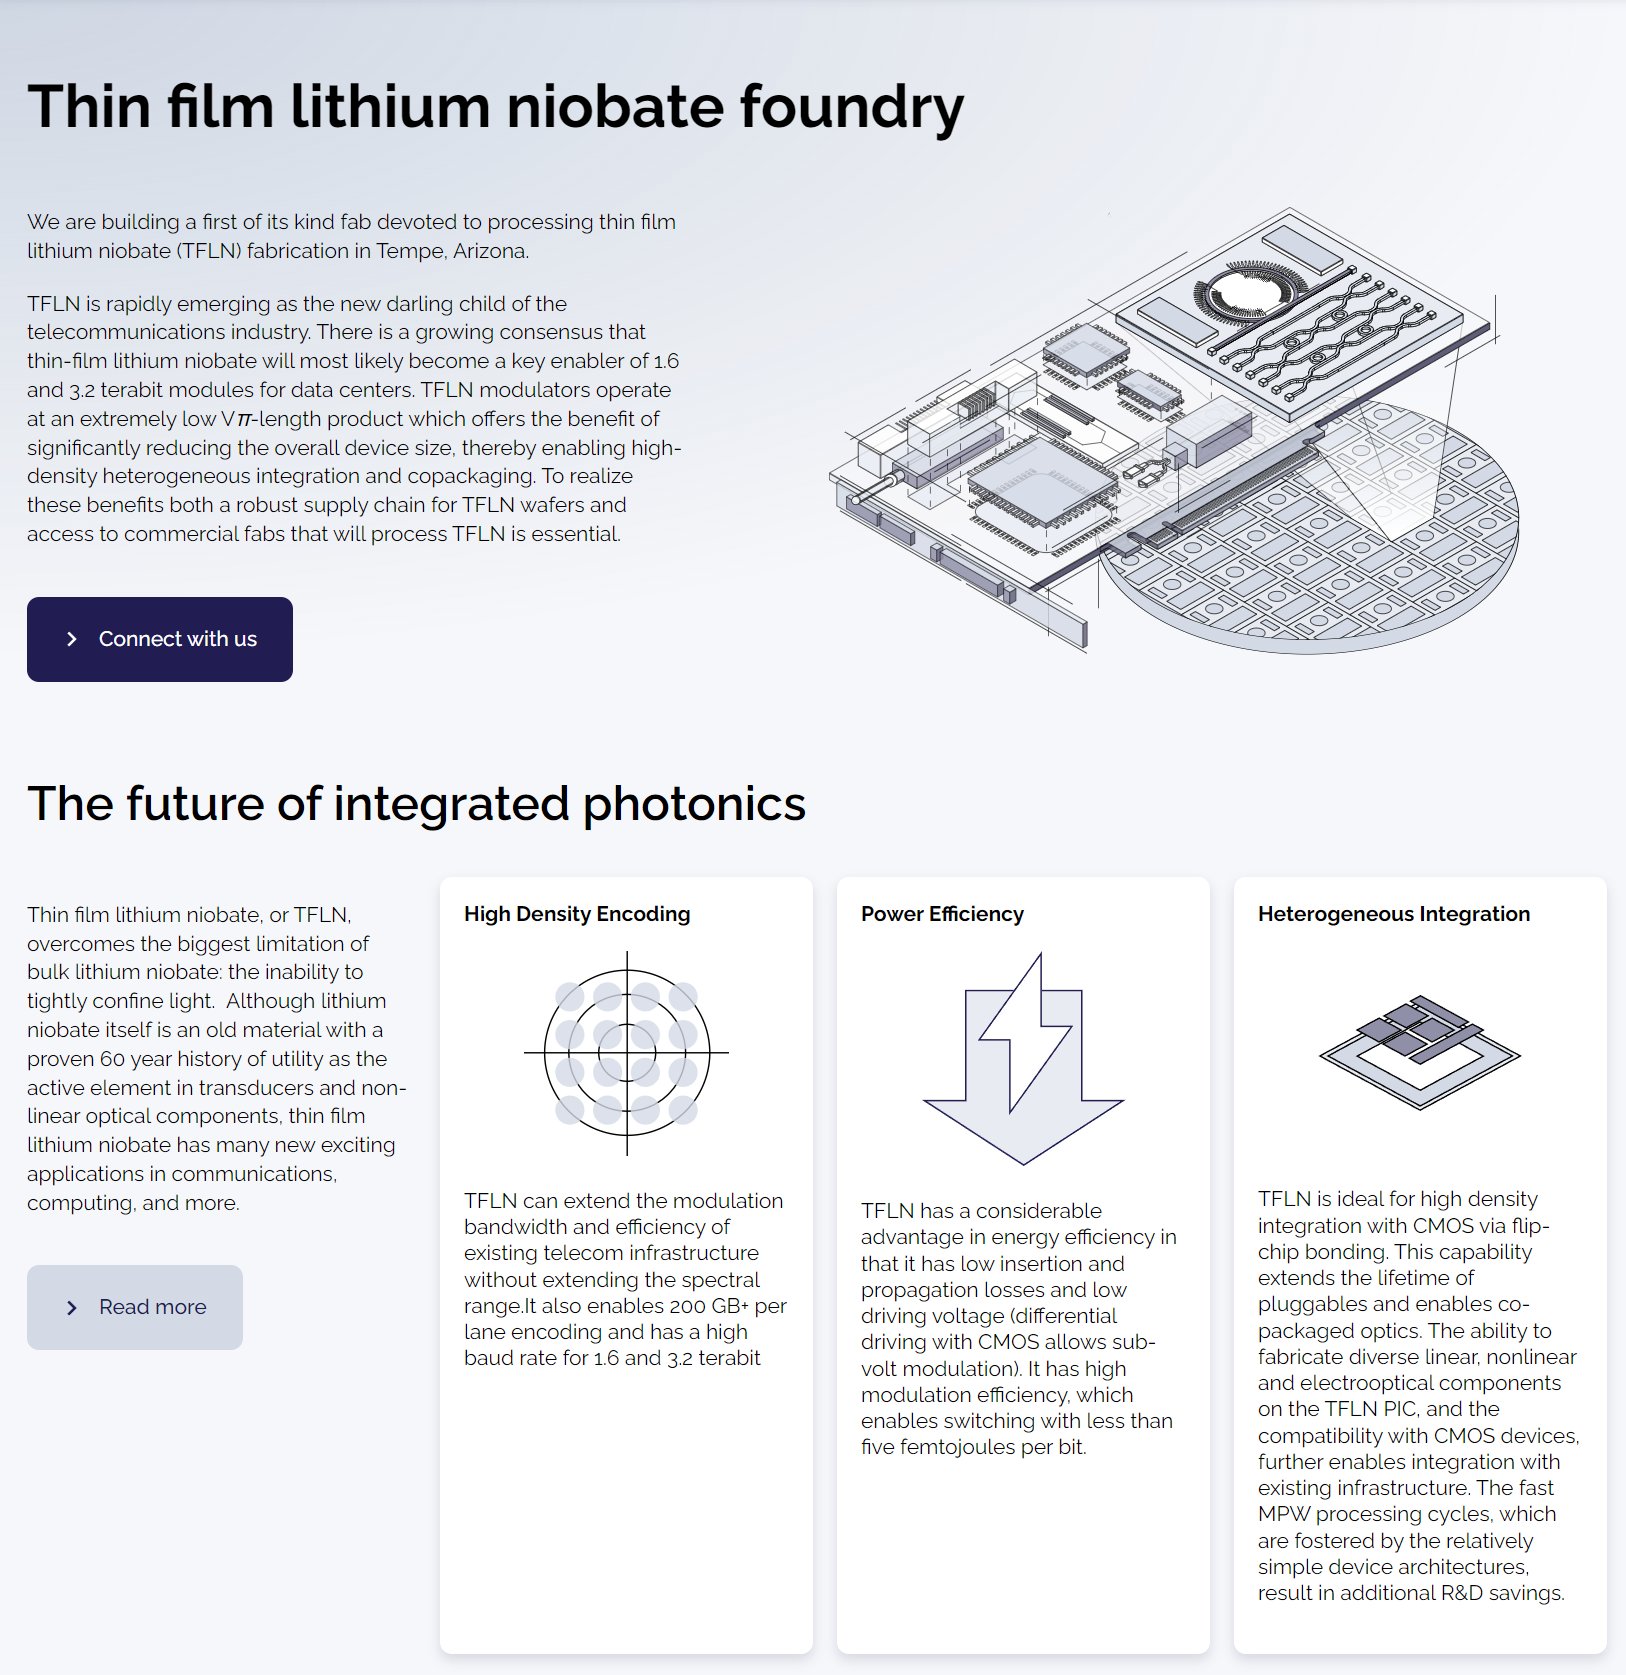 Thin film lithium niobate foundry
We are building a first of its kind fab devoted to processing thin film
lithium niobate (TFLN) fabrication in Tempe, Arizona.
TFLN is rapidly emerging as the new darling child of the
telecommunications industry. There is a growing consensus that
thin-film lithium niobate will most likely become a key enabler of 1.6
and 3.2 terabit modules for data centers. TFLN modulators operate
at an extremely low V𝜋-length product which offers the benefit of
significantly reducing the overall device size, thereby enabling high-
density heterogeneous integration and copackaging. To realize
these benefits both a robust supply chain for TFLN wafers and
access to commercial fabs that will process TFLN is essential.
Connect with us
The future of integrated photonics
Thin film lithium niobate, or TFLN,
overcomes the biggest limitation of
bulk lithium niobate: the inability to
tightly confine light.  Although lithium
niobate itself is an old material with a
proven 60 year history of utility as the
active element in transducers and non-
linear optical components, thin film
lithium niobate has many new exciting
applications in communications,
computing, and more.
Read more
High Density Encoding
TFLN can extend the modulation
bandwidth and efficiency of
existing telecom infrastructure
without extending the spectral
range.It also enables 200 GB+ per
lane encoding and has a high
baud rate for 1.6 and 3.2 terabit
Power Efficiency
TFLN has a considerable
advantage in energy efficiency in
that it has low insertion and
propagation losses and low
driving voltage (differential
driving with CMOS allows sub-
volt modulation). It has high
modulation efficiency, which
enables switching with less than
five femtojoules per bit.
Heterogeneous Integration
TFLN is ideal for high density
integration with CMOS via flip-
chip bonding. This capability
extends the lifetime of
pluggables and enables co-
packaged optics. The ability to
fabricate diverse linear, nonlinear
and electrooptical components
on the TFLN PIC, and the
compatibility with CMOS devices,
further enables integration with
existing infrastructure. The fast
MPW processing cycles, which
are fostered by the relatively
simple device architectures,
result in additional R&D savings.